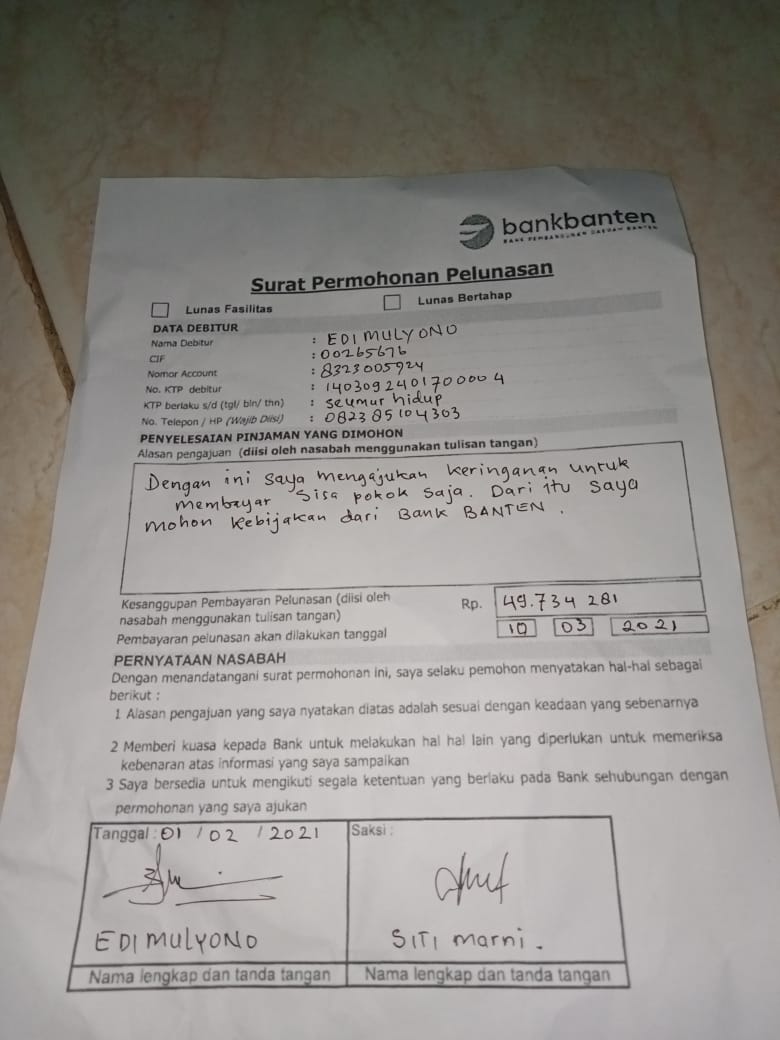 bankbanten
BANK PEMBANGUNAN DAERAH BANTEN
Surat Permohonan Pelunasan
Lunas Fasilitas Lunas Bertahap
DATA DEBITUR
Nama Debitur : EDI MULYONO
CIF : 00265676
Nomor Account : 8323005924
No. KTP debitur : 1403092401700004
KTP berlaku s/d (tgl/ bln/ thn) : seumur hidup
No. Telepon / HP (Wajib Diisi) : 082385104303
PENYELESAIAN PINJAMAN YANG DIMOHON
Alasan pengajuan (diisi oleh nasabah menggunakan tulisan tangan)
Dengan ini saya mengajukan keringanan untuk
membayar sisa pokok saja. Dari itu saya
mohon kebijakan dari Bank BANTEN.
Kesanggupan Pembayaran Pelunasan (diisi oleh
nasabah menggunakan tulisan tangan) Rp. 49.734 281
Pembayaran pelunasan akan dilakukan tanggal 10 03 2021
PERNYATAAN NASABAH
Dengan menandatangani surat permohonan ini, saya selaku pemohon menyatakan hal-hal sebagai
berikut :
1 Alasan pengajuan yang saya nyatakan diatas adalah sesuai dengan keadaan yang sebenarnya
2 Memberi kuasa kepada Bank untuk melakukan hal hal lain yang diperlukan untuk memeriksa
kebenaran atas informasi yang saya sampaikan
3 Saya bersedia untuk mengikuti segala ketentuan yang berlaku pada Bank sehubungan dengan
permohonan yang saya ajukan
Tanggal : 01 / 02 / 2021 Saksi :
EDI MULYONO SITI marni.
Nama lengkap dan tanda tangan Nama lengkap dan tanda tangan